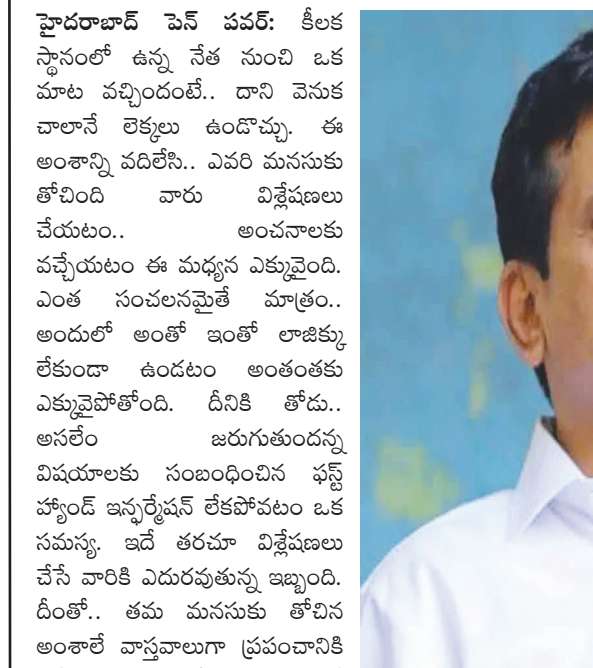 హైదరాబాద్ పెన్ పవర్: కీలక
స్థానంలో ఉన్న నేత నుంచి ఒక
మాట వచ్చిందంటే.. దాని వెనుక
చాలానే లెక్కలు ఉండొచ్చు. ఈ
అంశాన్ని వదిలేసి.. ఎవరి మనసుకు
తోచింది వారు విశ్లేషణలు
చేయటం.. అంచనాలకు
వచ్చేయటం ఈ మధ్యన ఎక్కువైంది.
ఎంత సంచలనమైతే మాత్రం..
అందులో అంతో ఇంతో లాజిక్కు
లేకుండా ఉండటం అంతంతకు
ఎక్కువైపోతోంది. దీనికి తోడు..
అసలేం జరుగుతుందన్న
విషయాలకు సంబంధించిన ఫస్ట్
హ్యాండ్ ఇన్ఫర్మేషన్ లేకపోవటం ఒక
సమస్య. ఇదే తరచూ విశ్లేషణలు
చేసే వారికి ఎదురవుతున్న ఇబ్బంది.
దీంతో.. తమ మనసుకు తోచిన
అంశాలే వాస్తవాలుగా ప్రపంచానికి